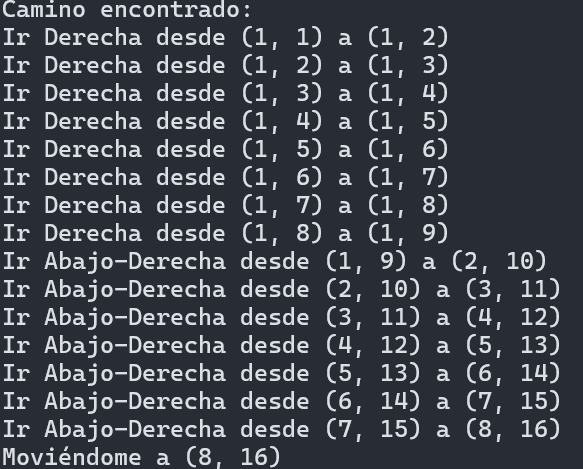 Camino encontrado:
Ir Derecha desde (1, 1) a (1, 2)
Ir Derecha desde (1, 2) a (1, 3)
Ir Derecha desde (1, 3) a (1, 4)
Ir Derecha desde (1, 4) a (1, 5)
Ir Derecha desde (1, 5) a (1, 6)
Ir Derecha desde (1, 6) a (1, 7)
Ir Derecha desde (1, 7) a (1, 8)
Ir Derecha desde (1, 8) a (1, 9)
Ir Abajo-Derecha desde (1, 9) a (2, 10)
Ir Abajo-Derecha desde (2, 10) a (3, 11)
Ir Abajo-Derecha desde (3, 11) a (4, 12)
Ir Abajo-Derecha desde (4, 12) a (5, 13)
Ir Abajo-Derecha desde (5, 13) a (6, 14)
Ir Abajo-Derecha desde (6, 14) a (7, 15)
Ir Abajo-Derecha desde (7, 15) a (8, 16)
Moviéndome a (8, 16)